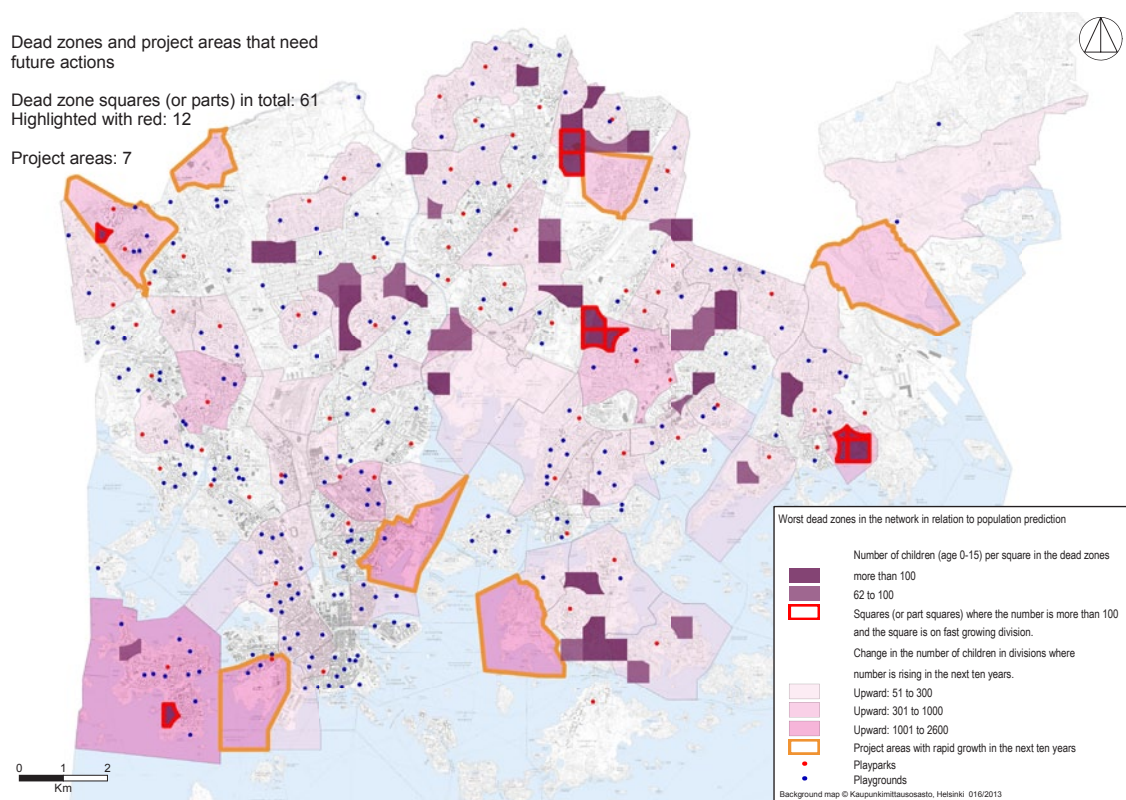 Dead zones and project areas that need
future actions
Dead zone squares (or parts) in total: 61
Highlighted with red: 12
Project areas: 7
Worst dead zones in the network in relation to population prediction
Number of children (age 0-15) per square in the dead zones
more than 100
62 to 100
Squares (or part squares) where the number is more than 100
and the square is on fast growing division.
Change in the number of children in divisions where
number is rising in the next ten years.
Upward: 51 to 300
Upward: 301 to 1000
Upward: 1001 to 2600
Project areas with rapid growth in the next ten years
Playparks
Playgrounds
Background map © Kaupunkimittausosasto, Helsinki 016/2013
0 1 2
Km